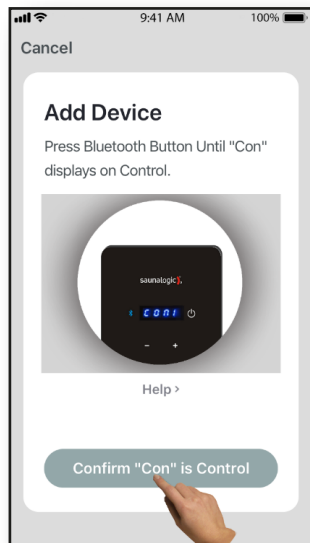 9:41 AM
100%
Cancel
Add Device
Press Bluetooth Button Until "Con"
displays on Control.
saunalogic
CON1
− +
Help >
Confirm "Con" is Control